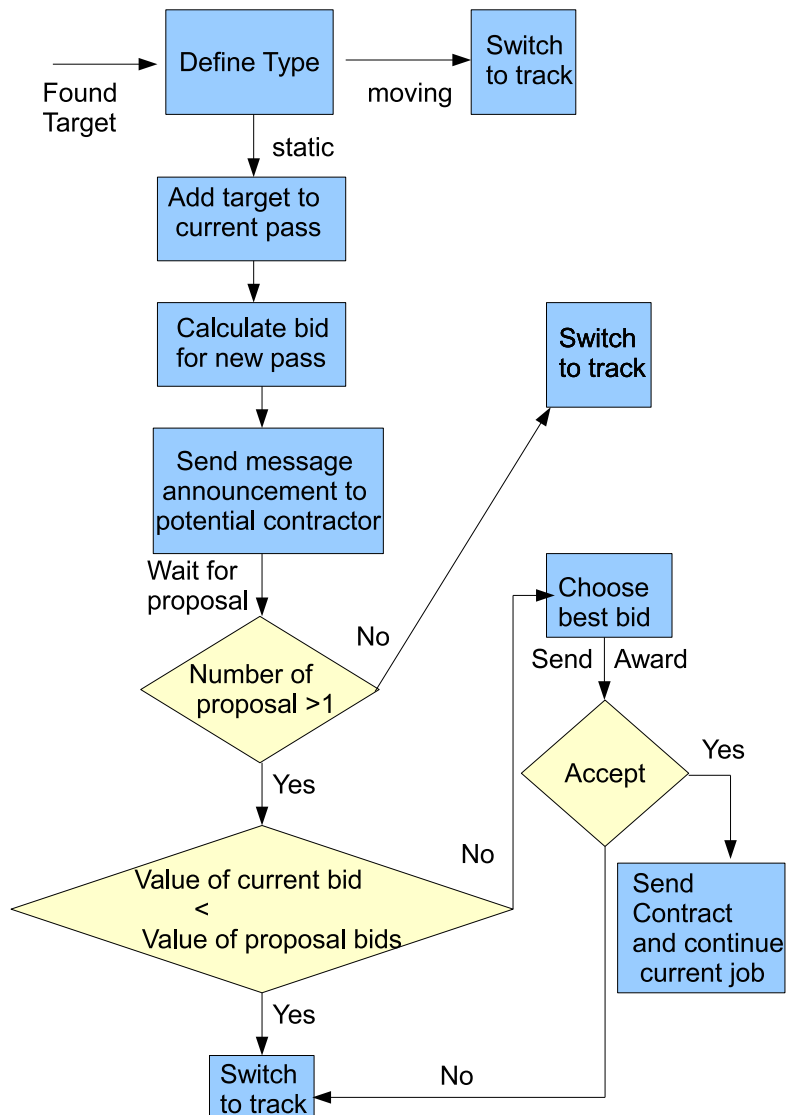 Define Type
Switch
to track
Found
Target
moving
static
Add target to
current pass
Calculate bid
for new pass
Switch
to track
Send message
announcement to
potential contractor
Wait for
proposal
No
Choose
best bid
Send Award
Number of
proposal >1
Yes
Accept
Yes
No
Value of current bid
<
Value of proposal bids
Send
Contract
and continue
current job
Yes
No
Switch
to track